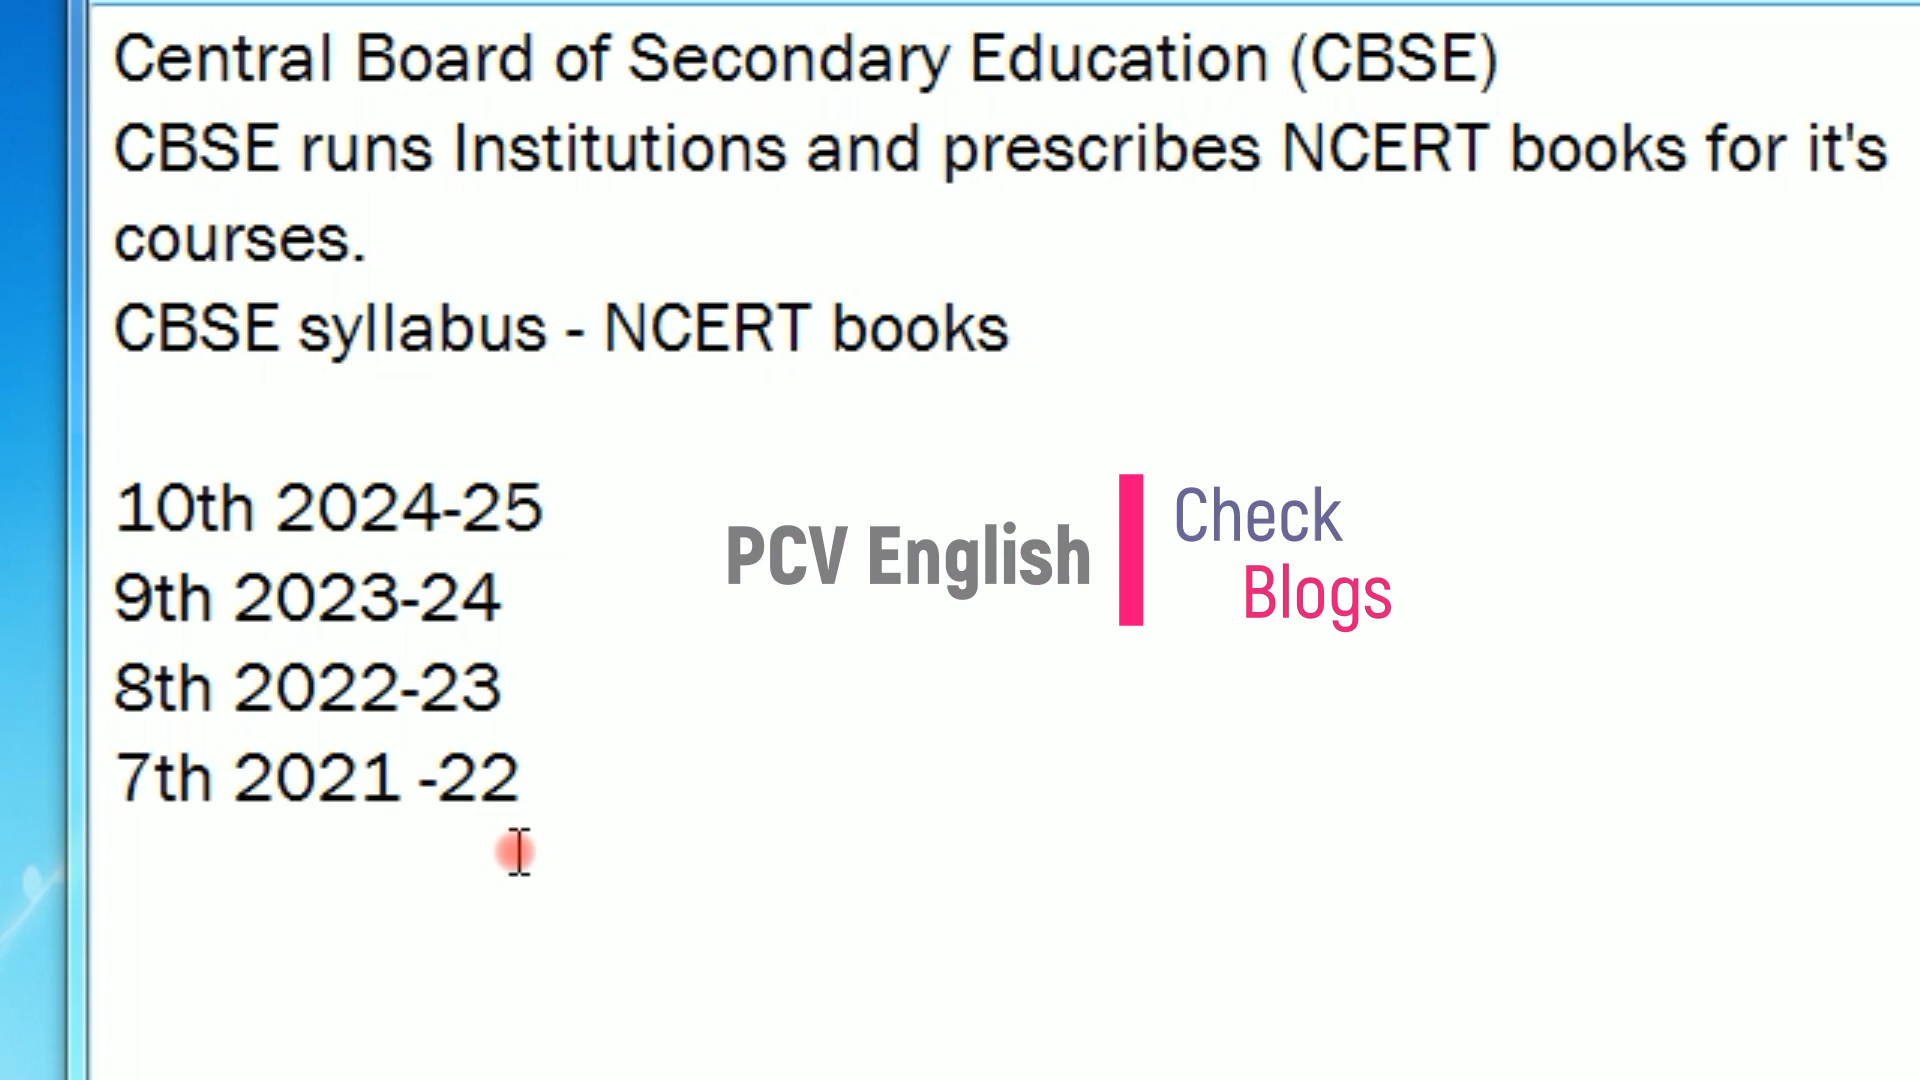 Central Board of Secondary Education (CBSE)
CBSE runs Institutions and prescribes NCERT books for it's
courses.
CBSE syllabus - NCERT books
10th 2024-25
9th 2023-24
8th 2022-23
7th 2021 -22
PCV English
Check
Blogs